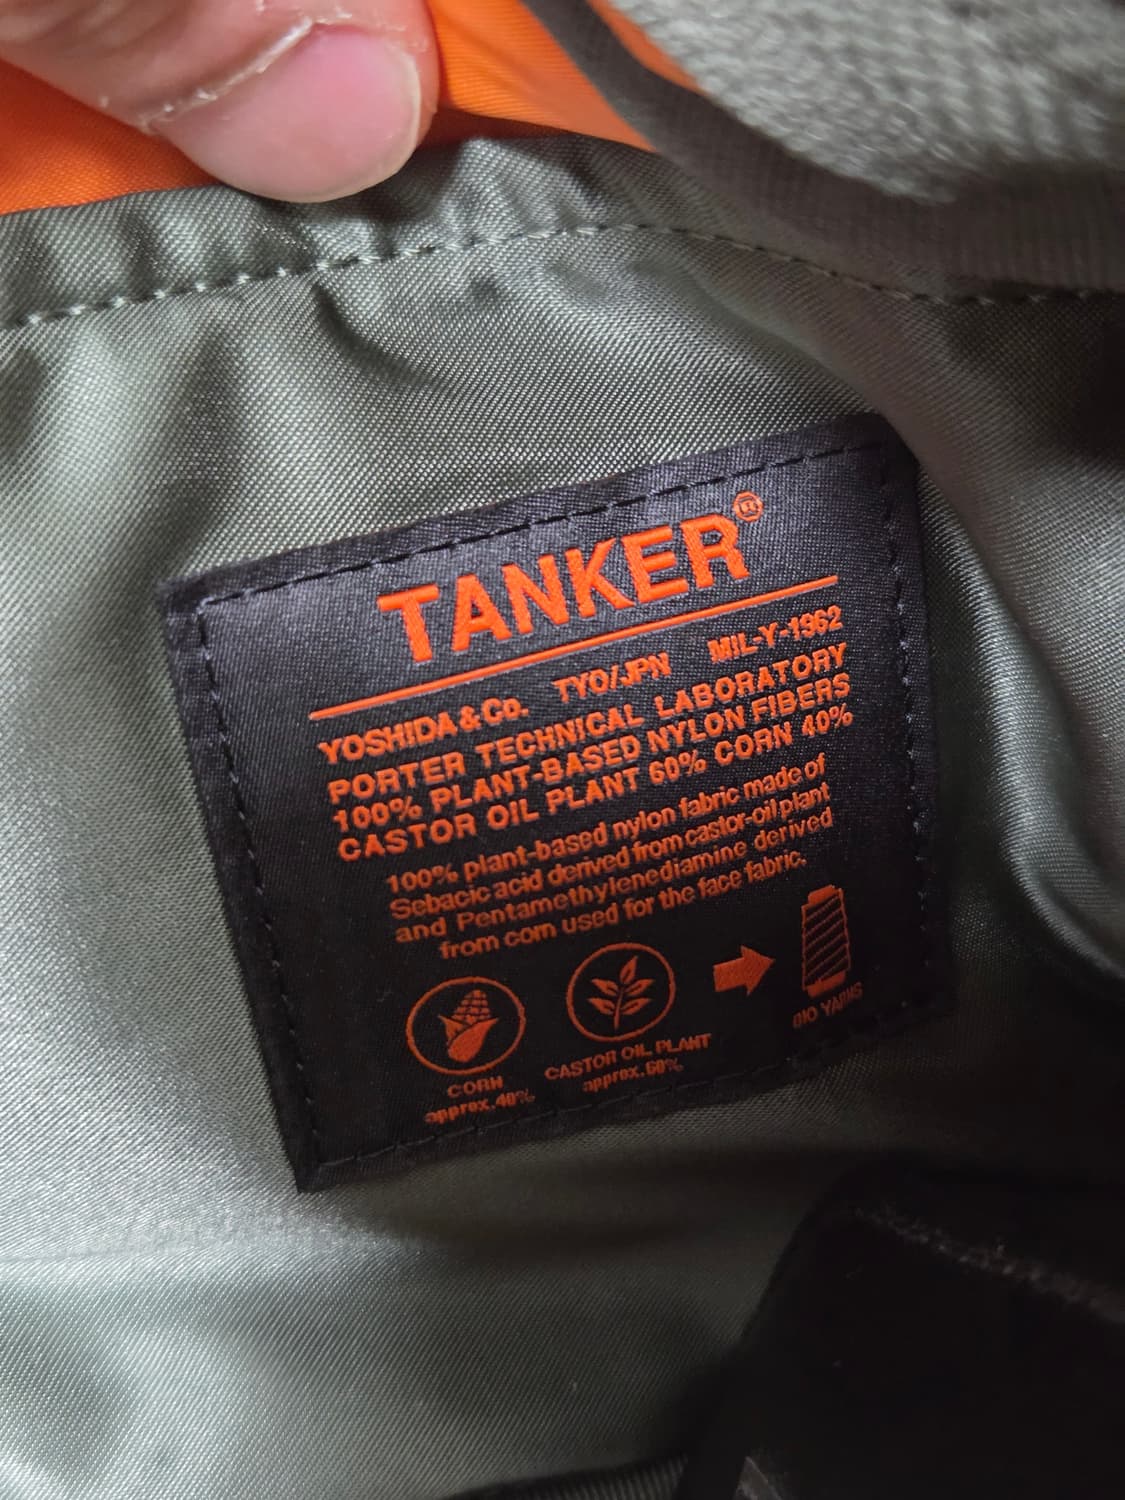 TANKER®
YOSHIDA & Co. TYO/JPN MIL-Y-1962
PORTER TECHNICAL LABORATORY
100% PLANT-BASED NYLON FIBERS
CASTOR OIL PLANT 60% CORN 40%
100% plant-based nylon fabric made of
Sebacic acid derived from castor-oil plant
and Pentamethylenediamine derived
from corn used for the face fabric.
CORN
approx.40%
CASTOR OIL PLANT
approx.60%
BIO YARNS